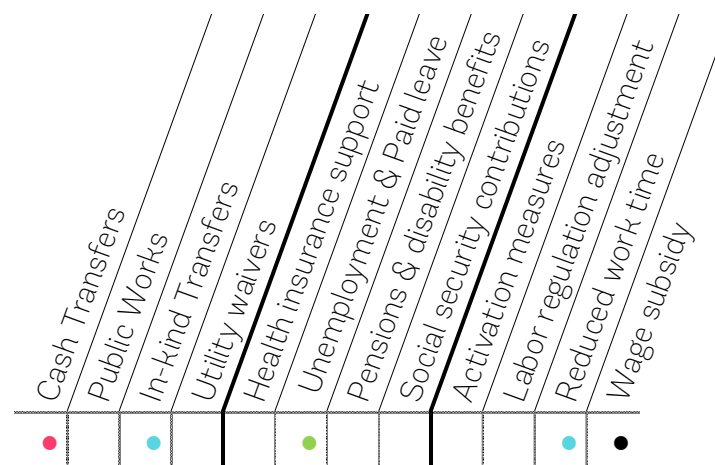 Cash Transfers
Public Works
In-kind Transfers
Utility waivers
Health insurance support
Unemployment & Paid leave
Pensions & disability benefits
Social security contributions
Activation measures
Labor regulation adjustment
Reduced work time
Wage subsidy